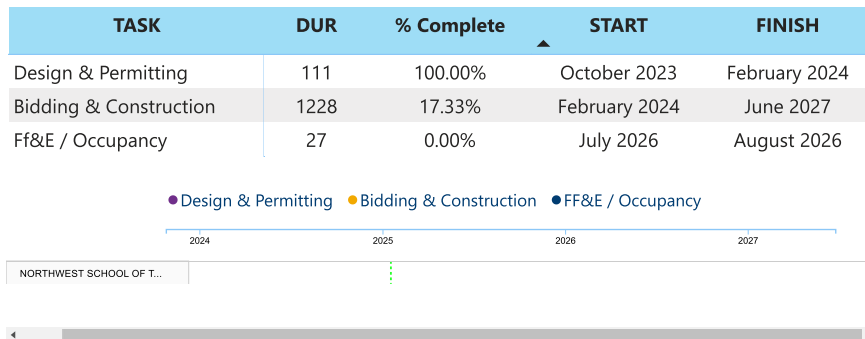 TASK DUR % Complete START FINISH
Design & Permitting 111 100.00% October 2023 February 2024
Bidding & Construction 1228 17.33% February 2024 June 2027
Ff&E / Occupancy 27 0.00% July 2026 August 2026
Design & Permitting Bidding & Construction FF&E / Occupancy
2024 2025 2026 2027
NORTHWEST SCHOOL OF T...